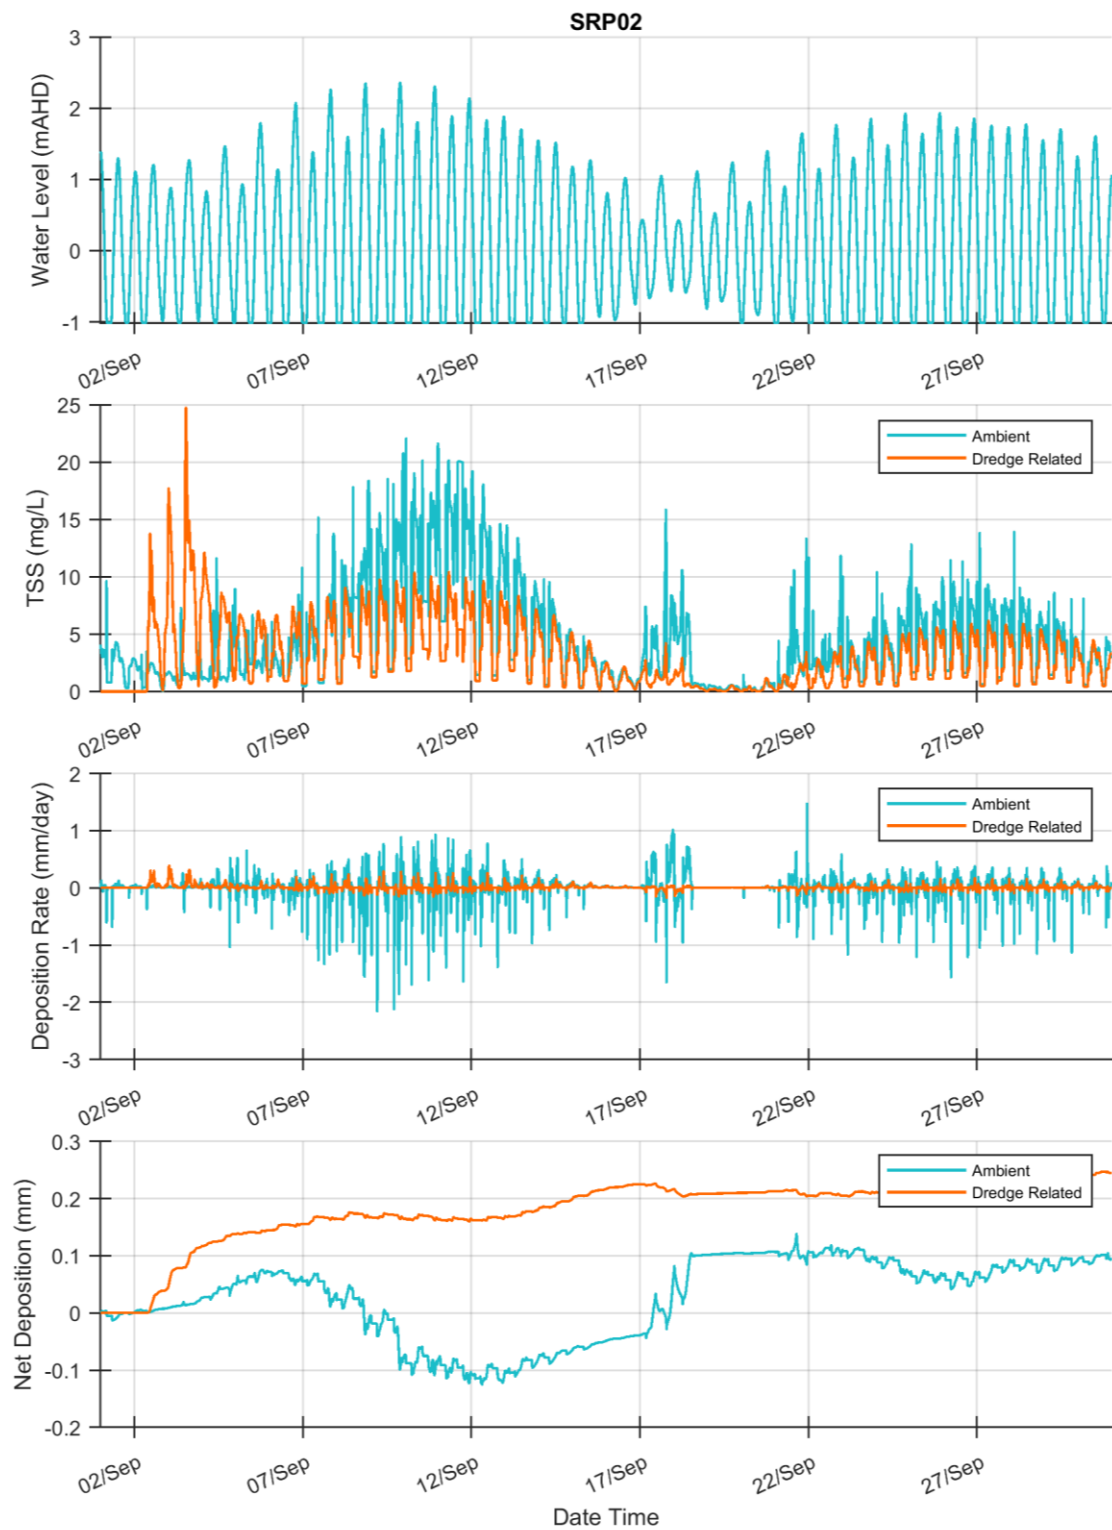 SRP02
3
2
1
0
-1
Water Level (mAHD)
02/Sep
07/Sep
12/Sep
17/Sep
22/Sep
27/Sep
25
20
15
10
5
0
TSS (mg/L)
Ambient
Dredge Related
02/Sep
07/Sep
12/Sep
17/Sep
22/Sep
27/Sep
2
1
0
-1
-2
-3
Deposition Rate (mm/day)
Ambient
Dredge Related
02/Sep
07/Sep
12/Sep
17/Sep
22/Sep
27/Sep
0.3
0.2
0.1
0
-0.1
-0.2
Net Deposition (mm)
Ambient
Dredge Related
02/Sep
07/Sep
12/Sep
17/Sep
22/Sep
27/Sep
Date Time